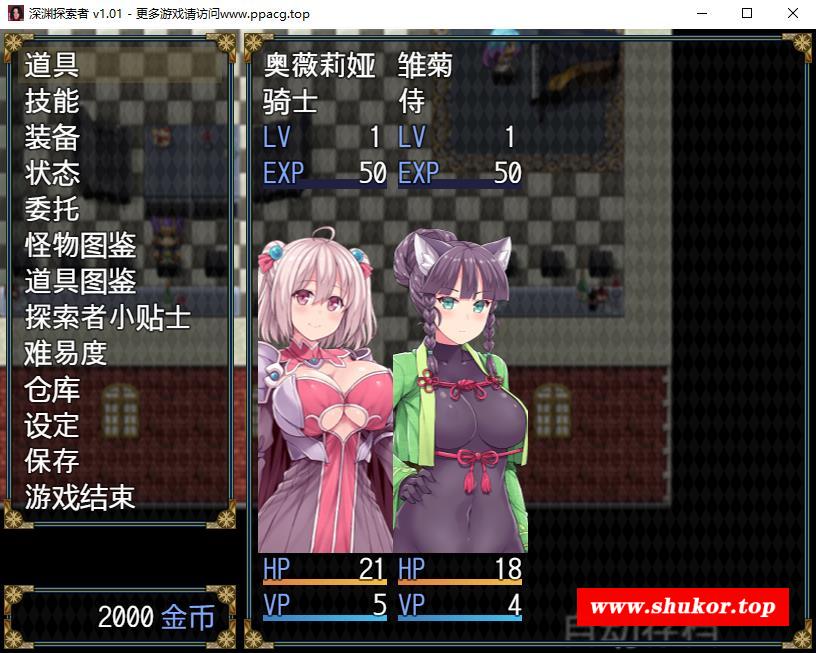 深渊探索者 v1.01 - 更多游戏请访问www.ppacg.top
道具
技能
装备
状态
委托
怪物图鉴
道具图鉴
探索者小贴士
难易度
仓库
设定
保存
游戏结束
2000 金币
奥薇莉娅 雏菊
骑士 侍
LV 1 LV 1
EXP 50 EXP 50
HP 21 HP 18
VP 5 VP 4
www.shukor.top